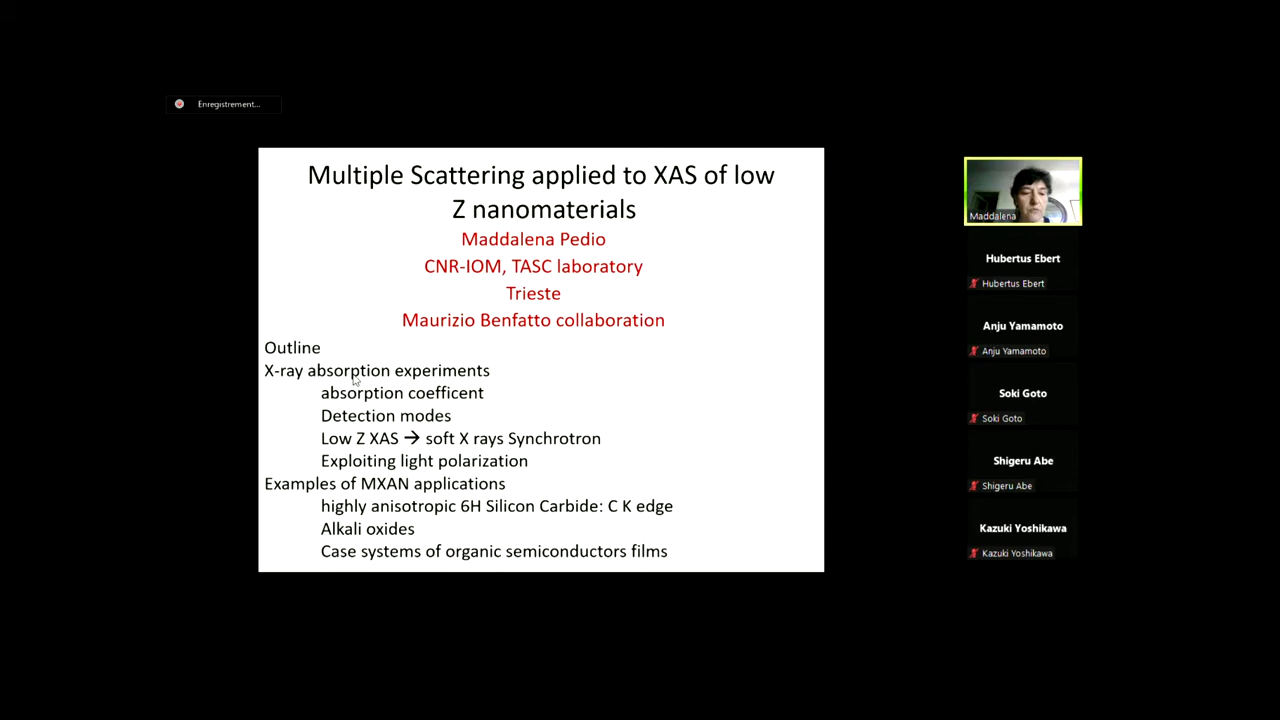 Enregistrement...
Multiple Scattering applied to XAS of low
Z nanomaterials
Maddalena Pedio
CNR-IOM, TASC laboratory
Trieste
Maurizio Benfatto collaboration
Outline
X-ray absorption experiments
absorption coefficent
Detection modes
Low Z XAS → soft X rays Synchrotron
Exploiting light polarization
Examples of MXAN applications
highly anisotropic 6H Silicon Carbide: C K edge
Alkali oxides
Case systems of organic semiconductors films
Maddalena
Hubertus Ebert
Hubertus Ebert
Anju Yamamoto
Anju Yamamoto
Soki Goto
Soki Goto
Shigeru Abe
Shigeru Abe
Kazuki Yoshikawa
Kazuki Yoshikawa